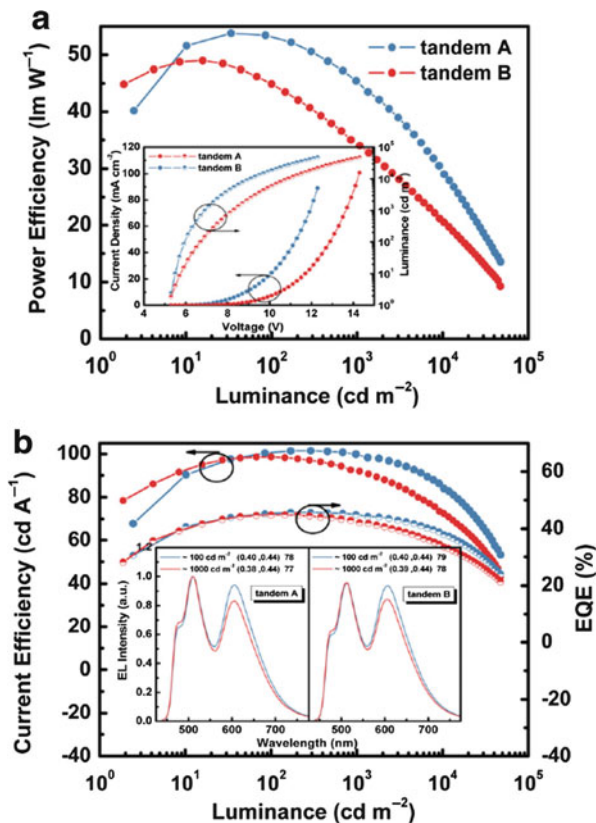 a
tandem A
tandem B
Power Efficiency (lm W⁻¹)
60
50
40
30
20
10
0
tandem A
tandem B
Current Density (mA cm⁻³)
120
100
80
60
40
20
0
10⁵
10⁴
10³
10²
10¹
10⁰
Luminance (cd m⁻²)
4 6 8 10 12 14
Voltage (V)
10⁰ 10¹ 10² 10³ 10⁴ 10⁵
Luminance (cd m⁻²)
b
Current Efficiency (cd A⁻¹)
100
80
60
40
20
0
-20
-40
60
40
20
0
-20
-40
EQE (%)
EL Intensity (a.u.)
1.2
1.0
0.8
0.6
0.4
0.2
0.0
~ 100 cd m⁻² (0.40 ,0.44) 78
~ 1000 cd m⁻² (0.38 ,0.44) 77
tandem A
~ 100 cd m⁻² (0.40 ,0.44) 79
~ 1000 cd m⁻² (0.39 ,0.44) 78
tandem B
500 600 700 500 600 700
Wavelength (nm)
10⁰ 10¹ 10² 10³ 10⁴ 10⁵
Luminance (cd m⁻²)